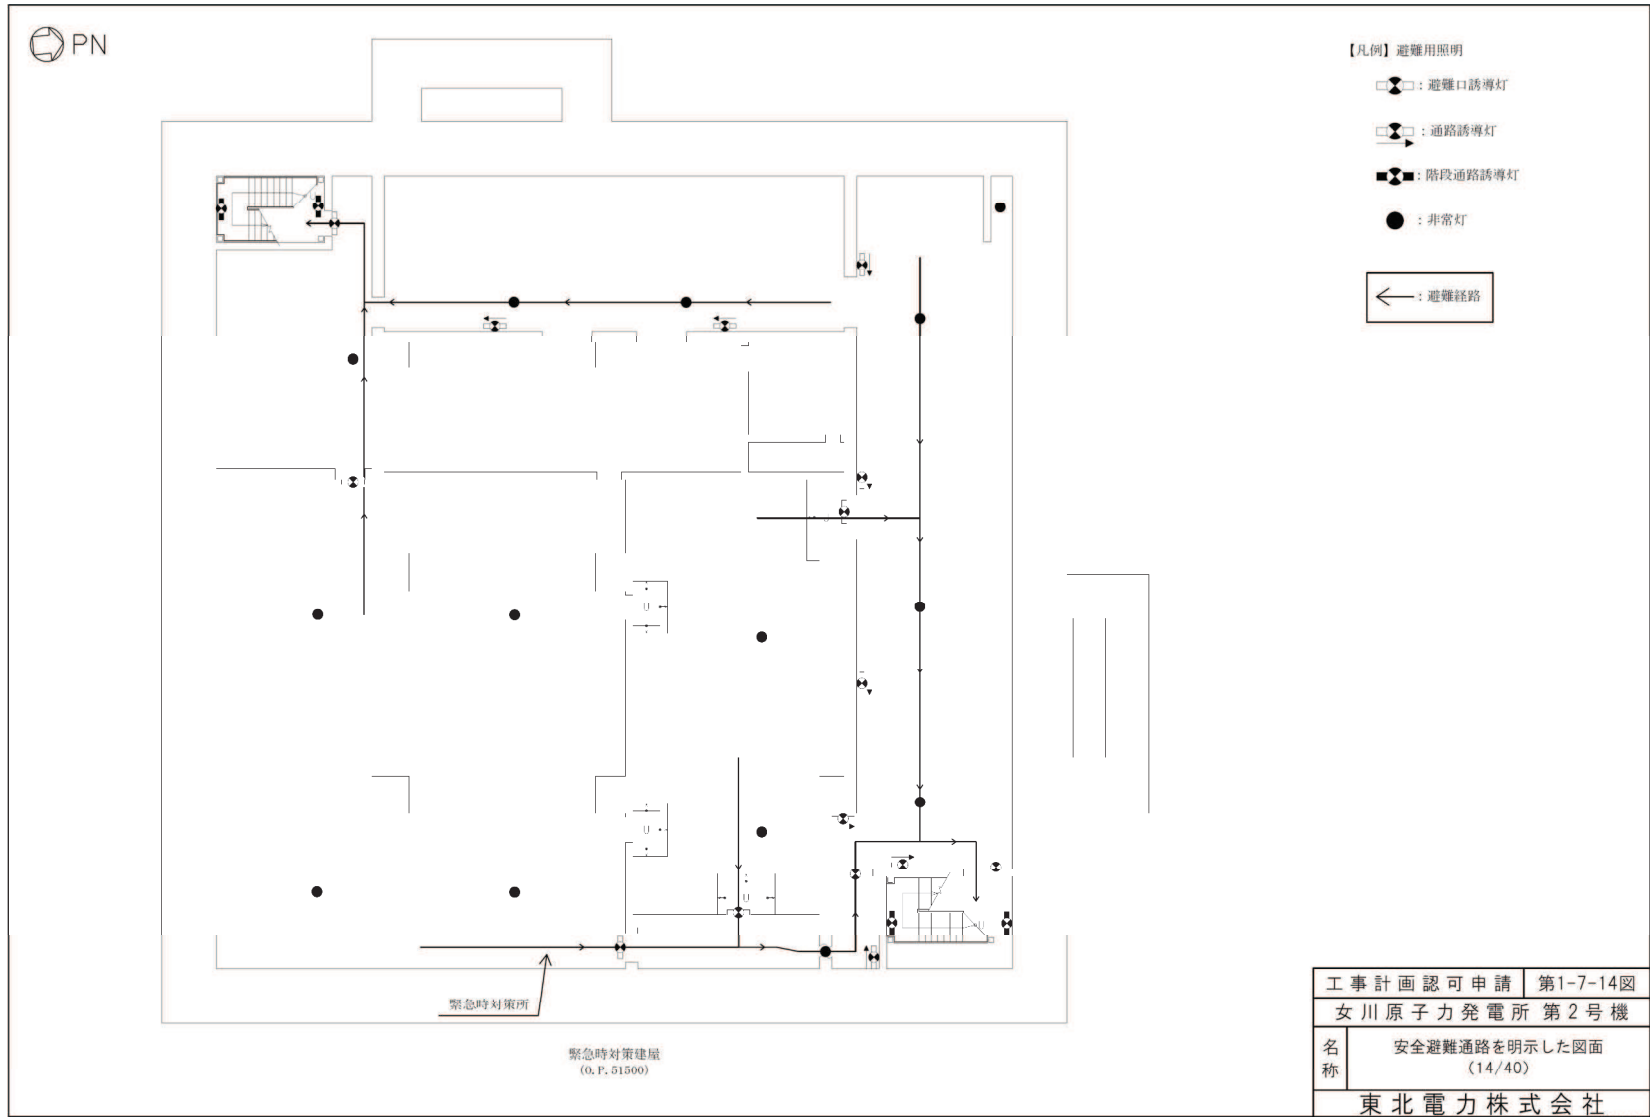 PN
【凡例】避難用照明
：避難口誘導灯
：通路誘導灯
：階段通路誘導灯
：非常灯
：避難経路
緊急時対策所
緊急時対策建屋
(O.P. 51500)
工事計画認可申請 第1-7-14図
女川原子力発電所 第2号機
名称 安全避難通路を明示した図面
(14/40)
東北電力株式会社